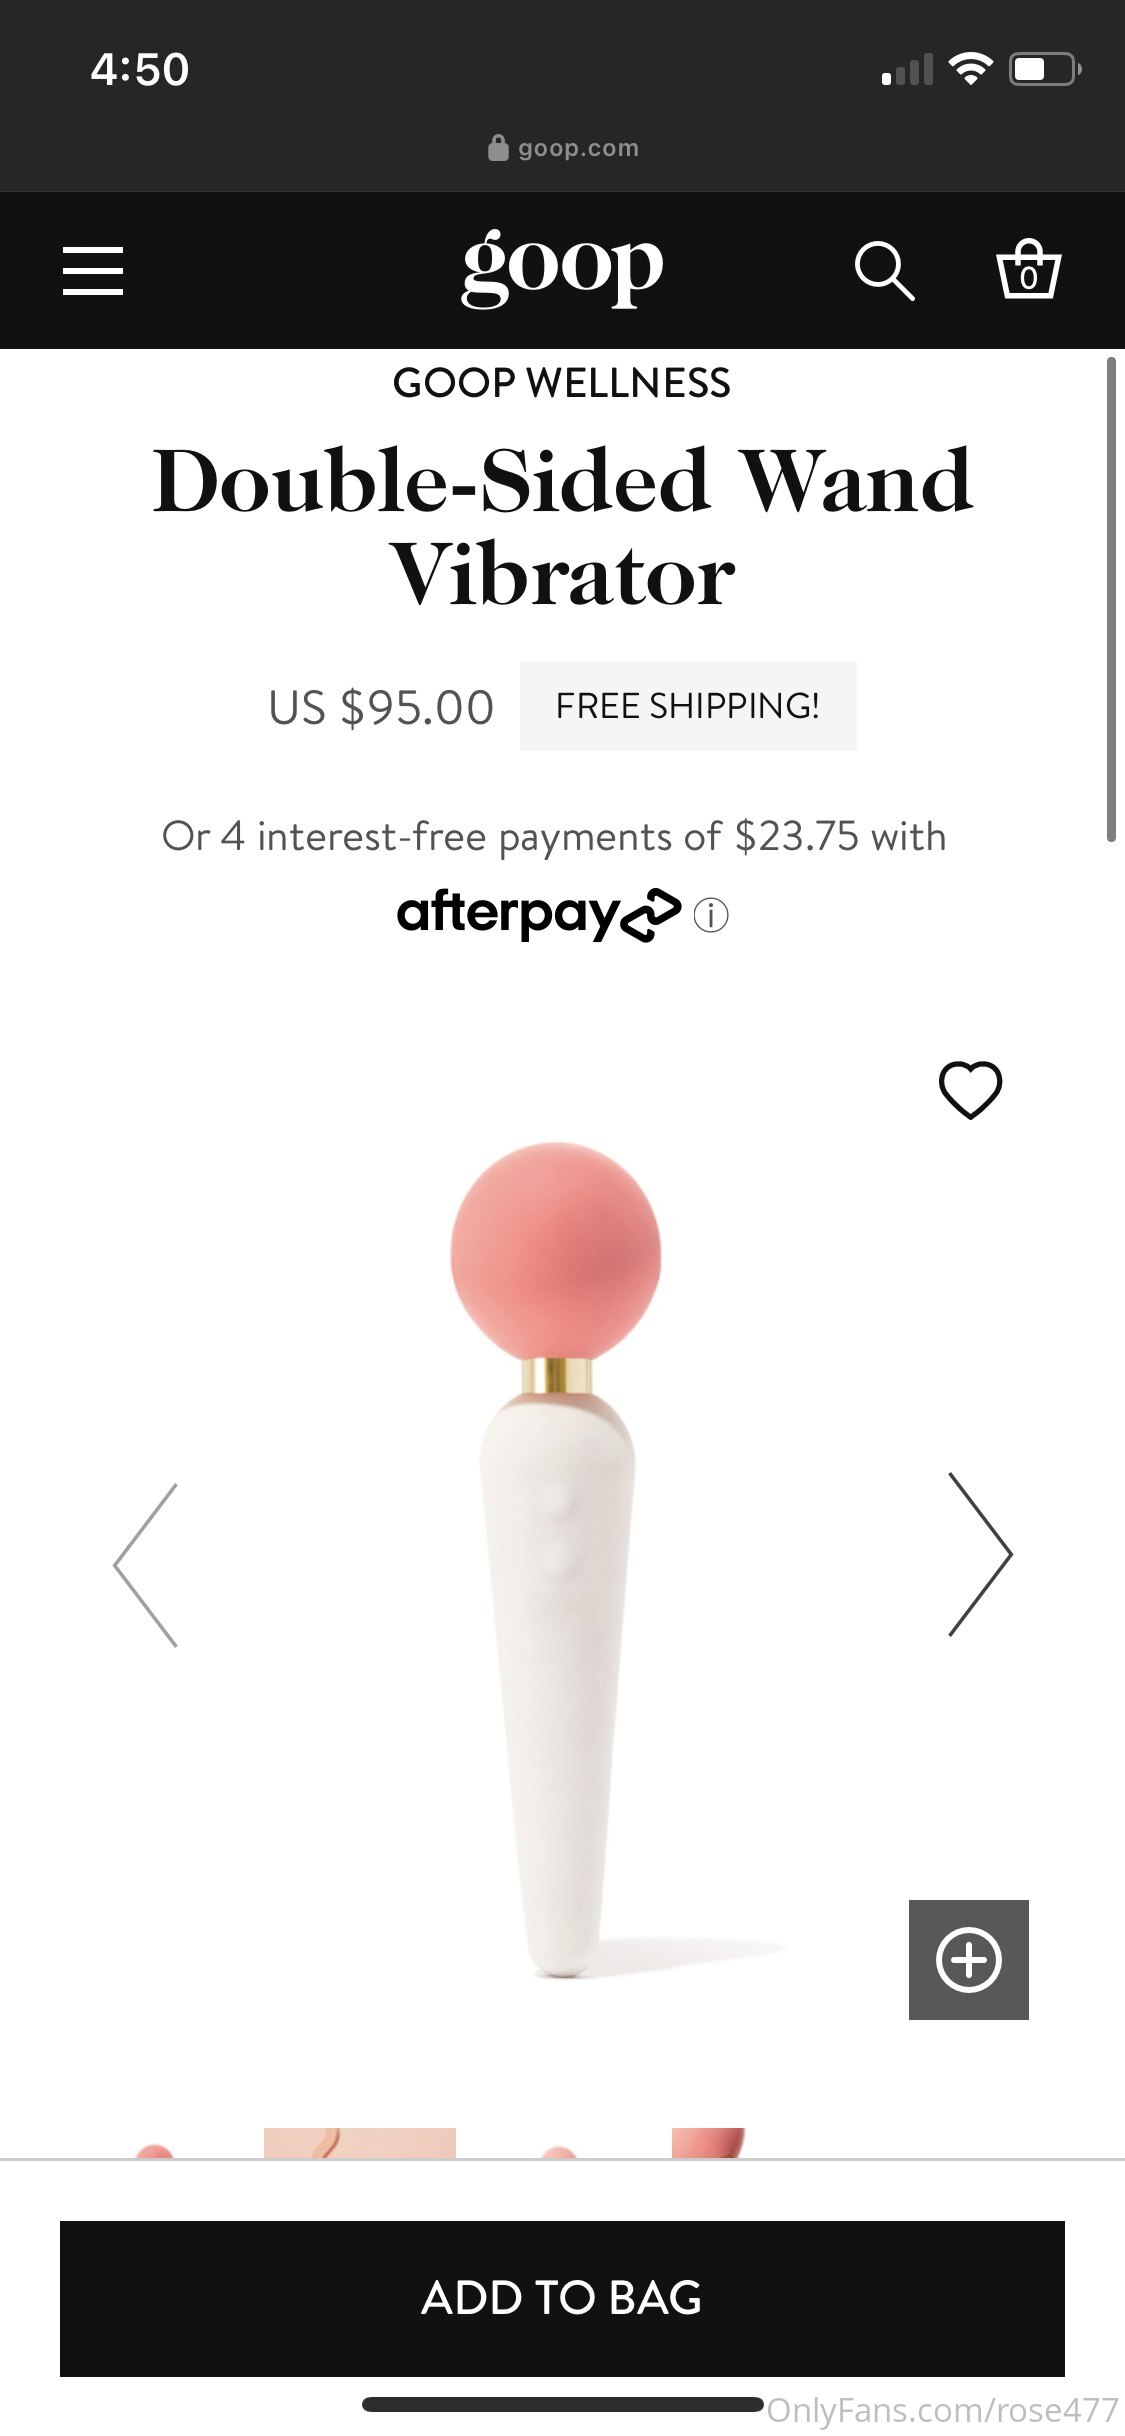 4:50
goop.com
goop
0
GOOP WELLNESS
Double-Sided Wand
Vibrator
US $95.00
FREE SHIPPING!
Or 4 interest-free payments of $23.75 with
afterpay
ADD TO BAG
OnlyFans.com/rose477